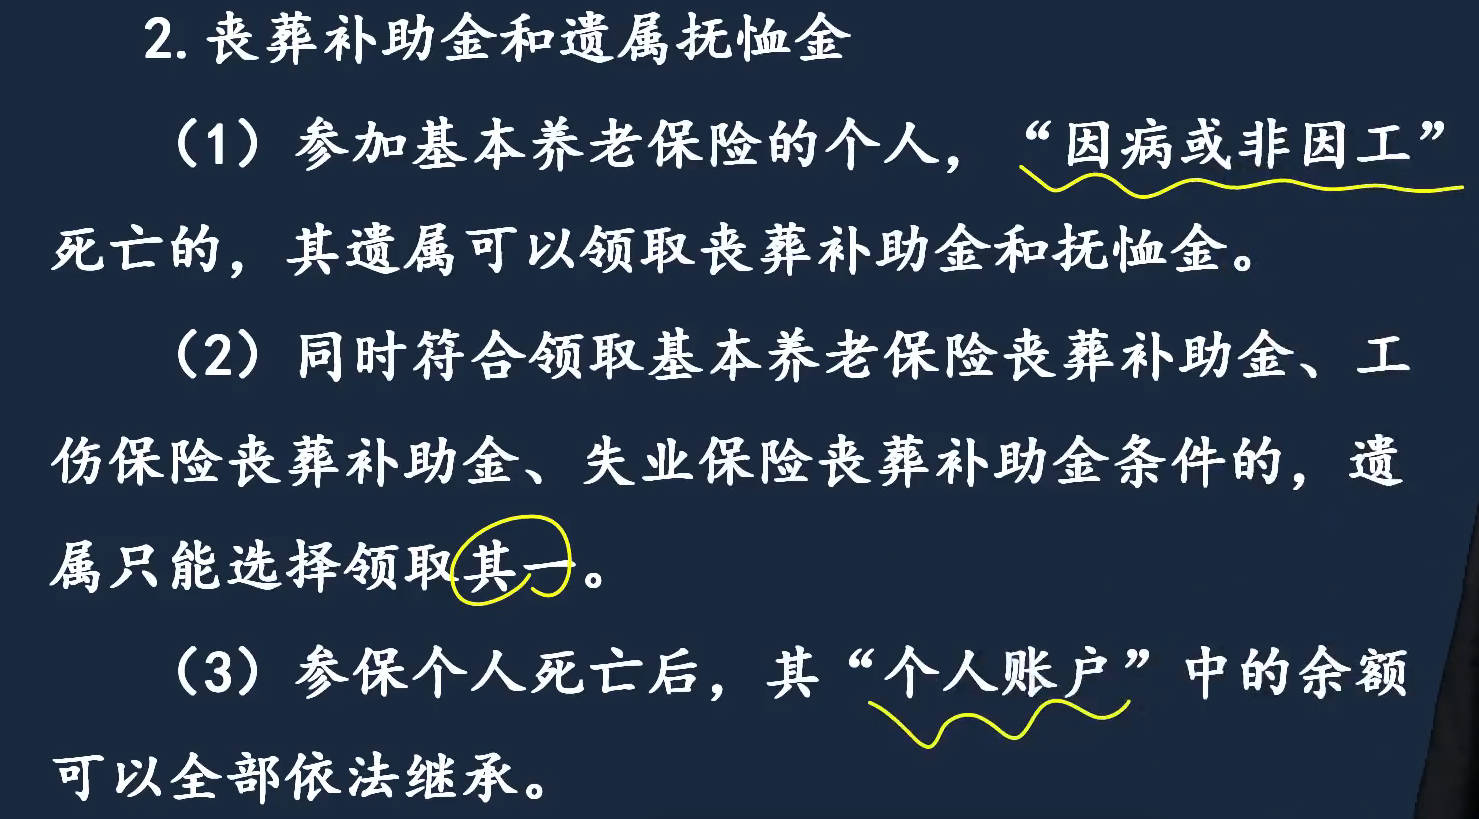 2. 丧葬补助金和遗属抚恤金
（1）参加基本养老保险的个人，“因病或非因工”
死亡的，其遗属可以领取丧葬补助金和抚恤金。
（2）同时符合领取基本养老保险丧葬补助金、工
伤保险丧葬补助金、失业保险丧葬补助金条件的，遗
属只能选择领取其一。
（3）参保个人死亡后，其“个人账户”中的余额
可以全部依法继承。